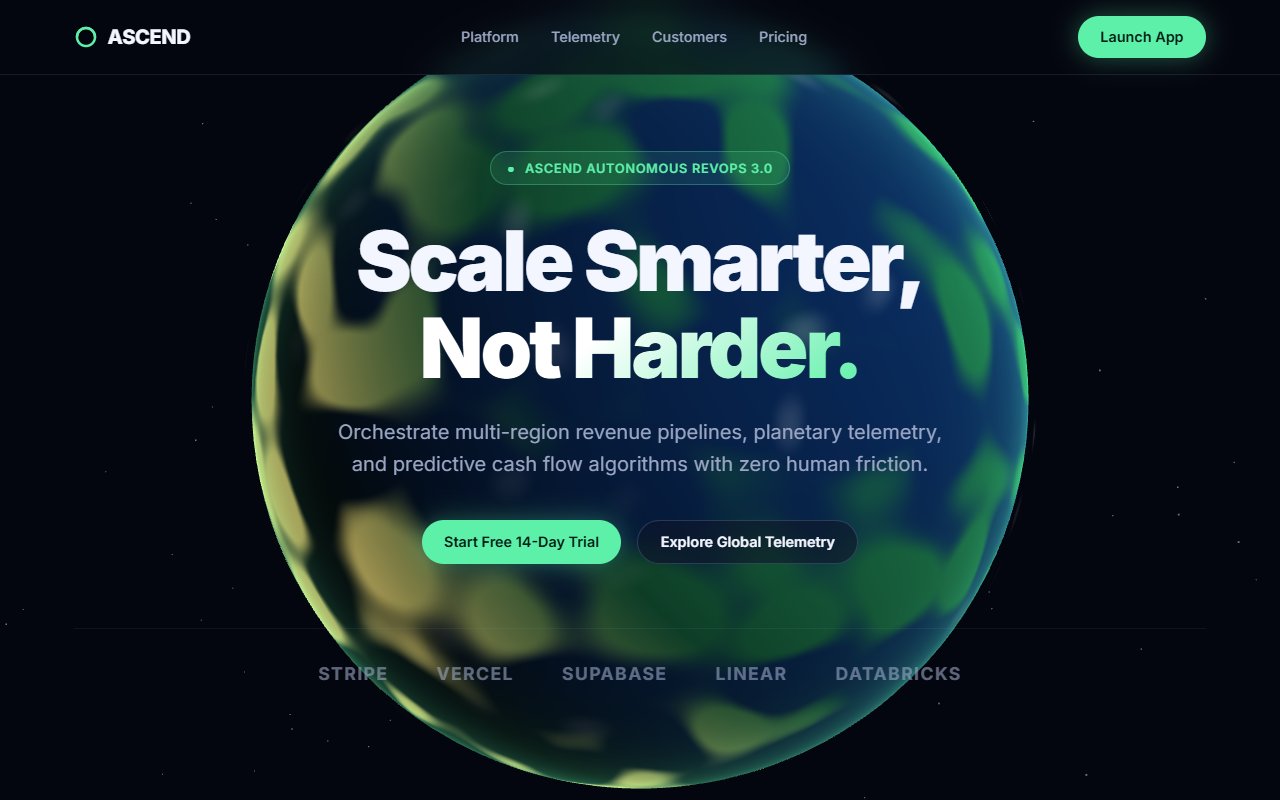 ASCEND
Platform Telemetry Customers Pricing
Launch App
ASCEND AUTONOMOUS REVOPS 3.0
Scale Smarter,
Not Harder.
Orchestrate multi-region revenue pipelines, planetary telemetry,
and predictive cash flow algorithms with zero human friction.
Start Free 14-Day Trial
Explore Global Telemetry
STRIPE VERCEL SUPABASE LINEAR DATABRICKS